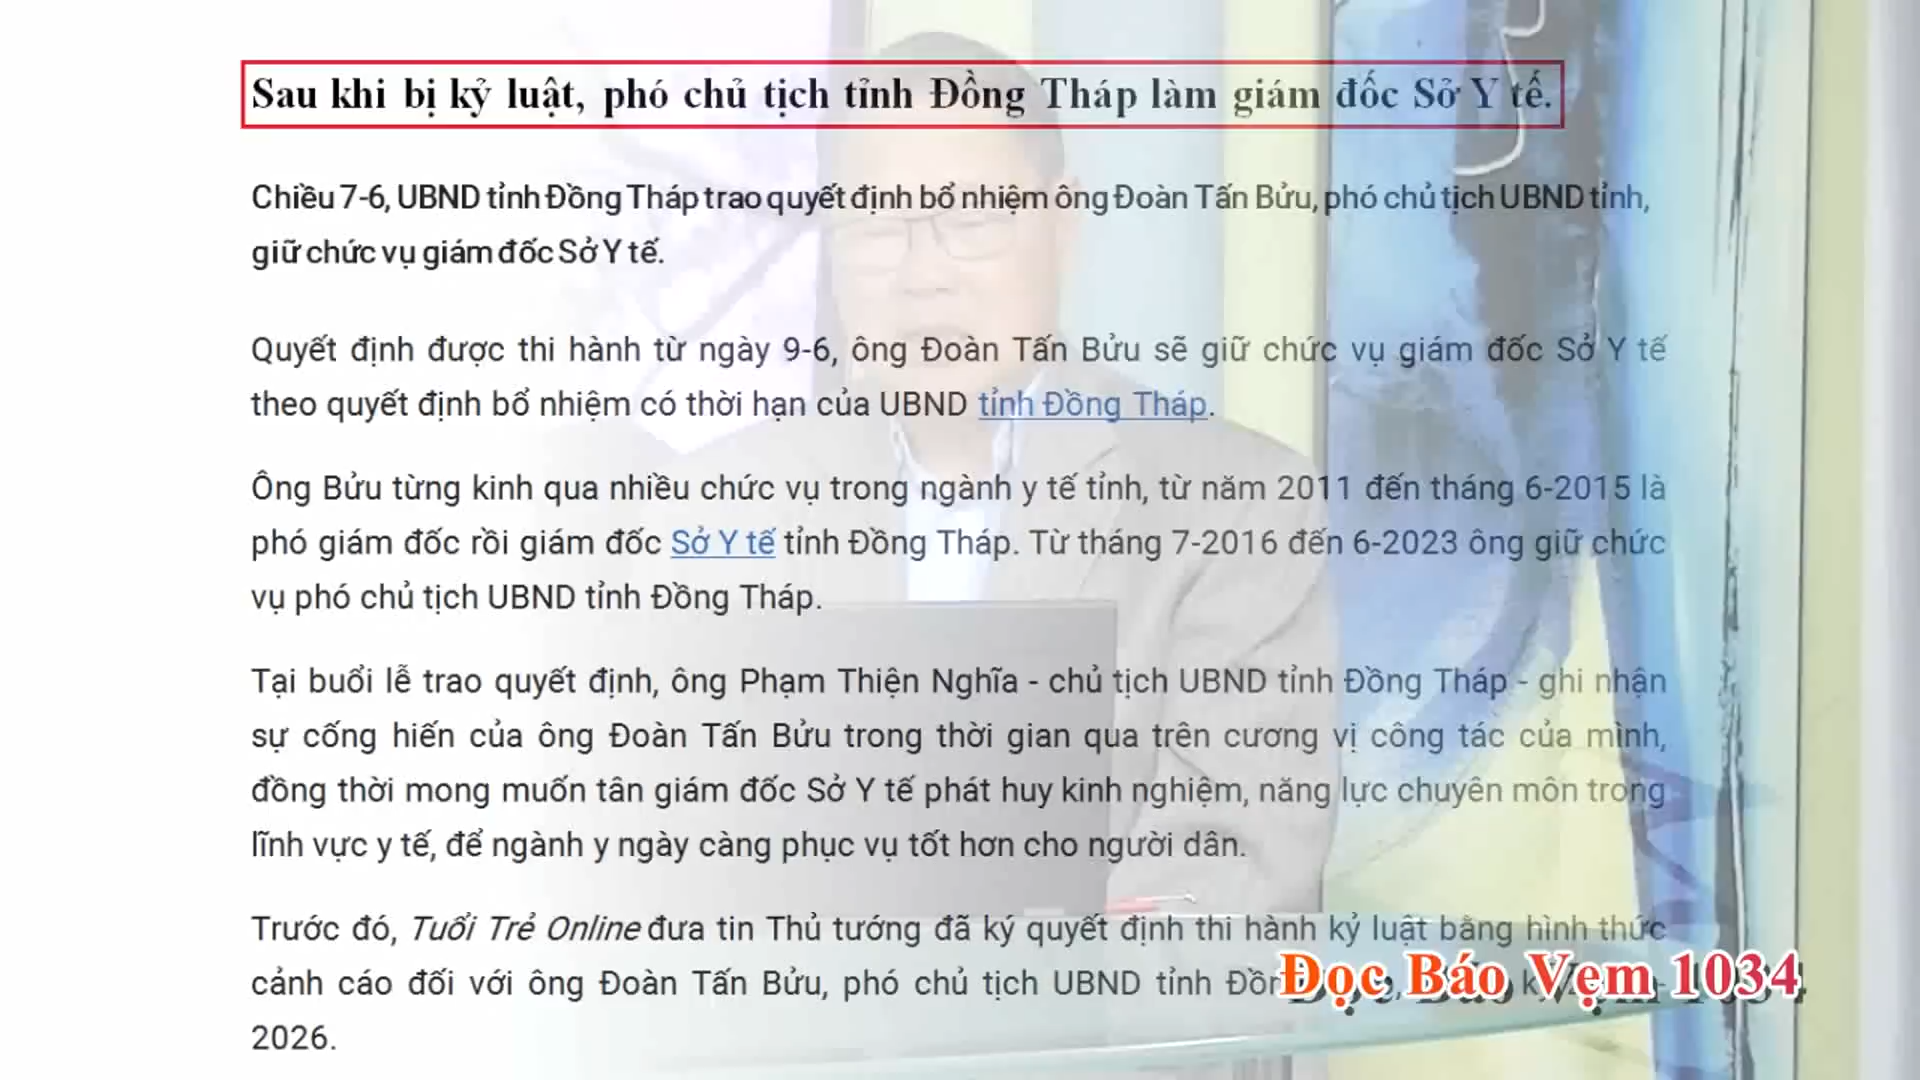 Sau khi bị kỷ luật, phó chủ tịch tỉnh Đồng Tháp làm giám đốc Sở Y tế.
Chiều 7-6, UBND tỉnh Đồng Tháp trao quyết định bổ nhiệm ông Đoàn Tấn Bửu, phó chủ tịch UBND tỉnh,
giữ chức vụ giám đốc Sở Y tế.
Quyết định được thi hành từ ngày 9-6, ông Đoàn Tấn Bửu sẽ giữ chức vụ giám đốc Sở Y tế
theo quyết định bổ nhiệm có thời hạn của UBND tỉnh Đồng Tháp.
Ông Bửu từng kinh qua nhiều chức vụ trong ngành y tế tỉnh, từ năm 2011 đến tháng 6-2015 là
phó giám đốc rồi giám đốc Sở Y tế tỉnh Đồng Tháp. Từ tháng 7-2016 đến 6-2023 ông giữ chức
vụ phó chủ tịch UBND tỉnh Đồng Tháp.
Tại buổi lễ trao quyết định, ông Phạm Thiện Nghĩa - chủ tịch UBND tỉnh Đồng Tháp - ghi nhận
sự cống hiến của ông Đoàn Tấn Bửu trong thời gian qua trên cương vị công tác của mình,
đồng thời mong muốn tân giám đốc Sở Y tế phát huy kinh nghiệm, năng lực chuyên môn trong
lĩnh vực y tế, để ngành y ngày càng phục vụ tốt hơn cho người dân.
Trước đó, Tuổi Trẻ Online đưa tin Thủ tướng đã ký quyết định thi hành kỷ luật bằng hình thức
cảnh cáo đối với ông Đoàn Tấn Bửu, phó chủ tịch UBND tỉnh
2026.
Đọc Báo Vẹm 1034